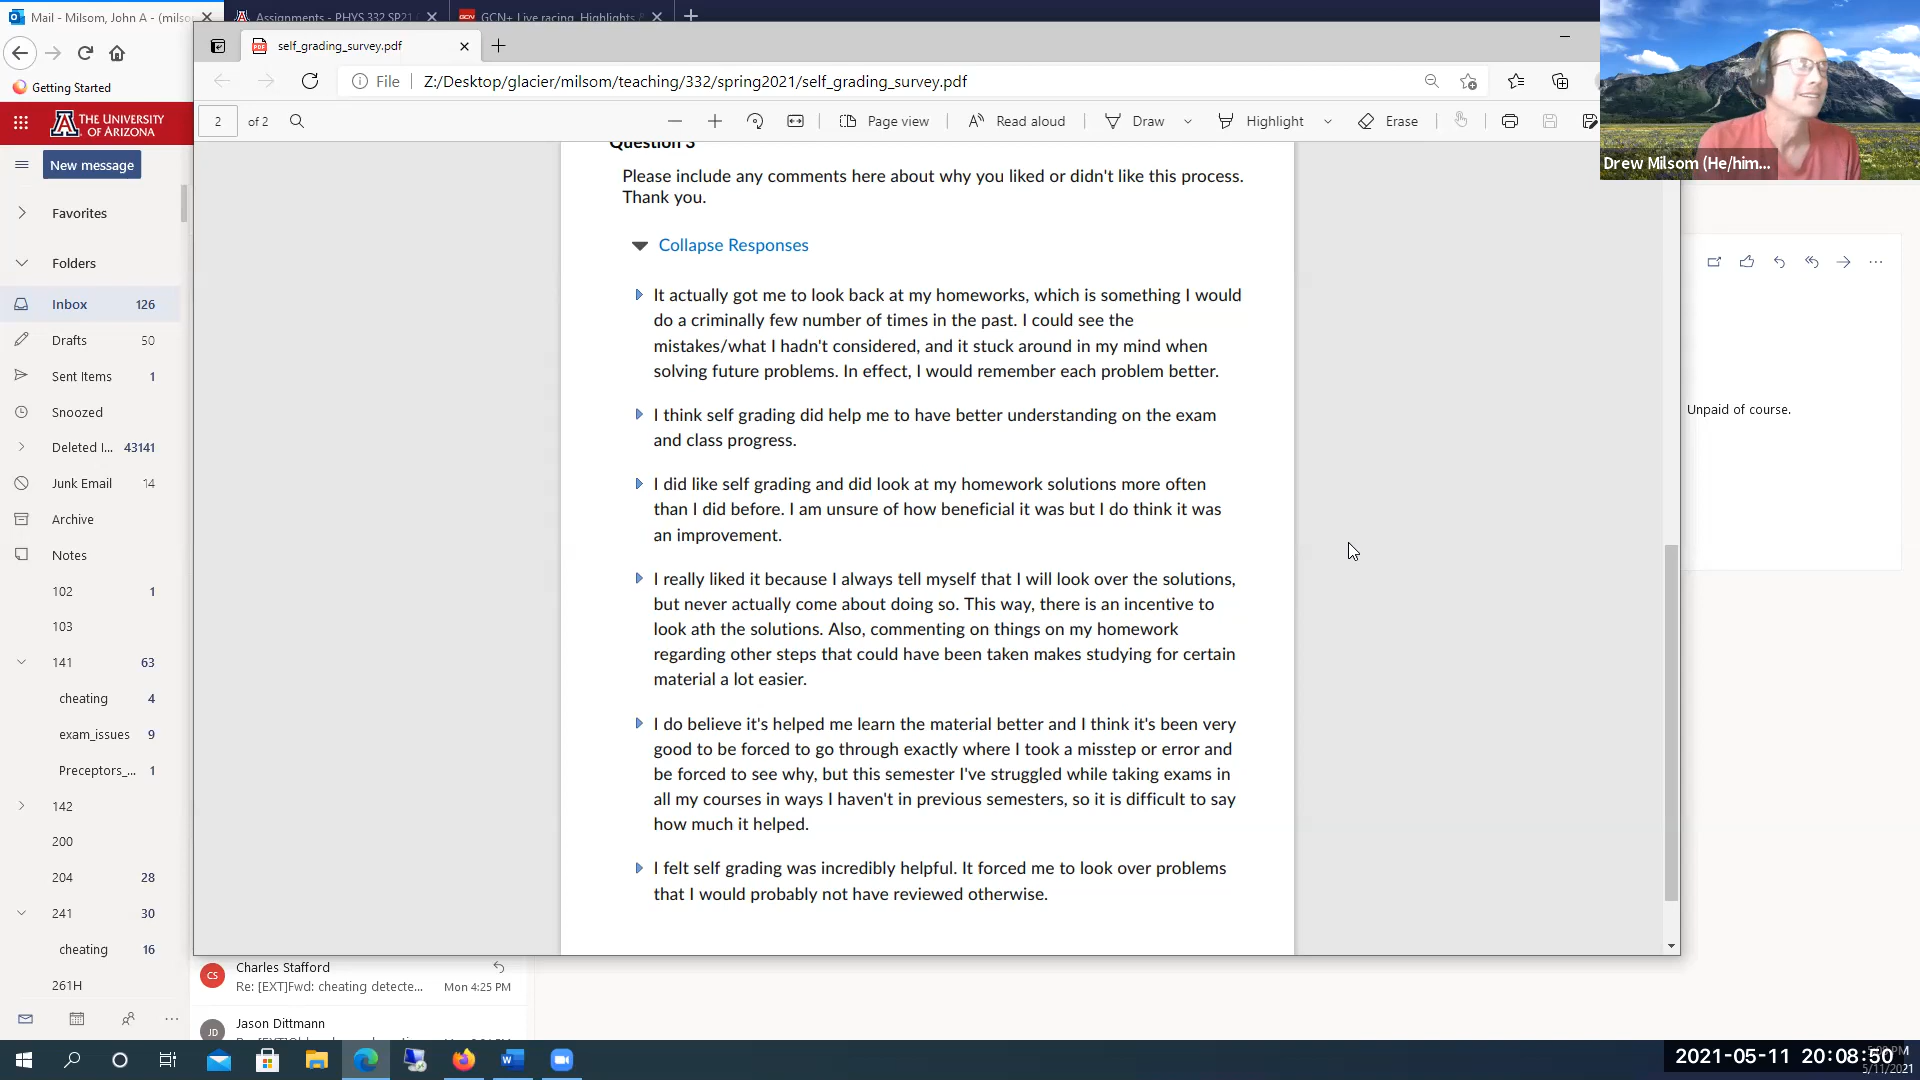 Mail - Milsom, John A - (milso
Assignments - PHYS 332 SP21
GCN+ Live racing, Highlights
self_grading_survey.pdf
File
Z:/Desktop/glacier/milsom/teaching/332/spring2021/self_grading_survey.pdf
Getting Started
THE UNIVERSITY
OF ARIZONA
2 of 2
Page view
Read aloud
Draw
Highlight
Erase
Drew Milsom (He/him...
New message
Favorites
Folders
Inbox 126
Drafts 50
Sent Items 1
Snoozed
Deleted I... 43141
Junk Email 14
Archive
Notes
102 1
103
141 63
cheating 4
exam_issues 9
Preceptors_... 1
142
200
204 28
241 30
cheating 16
261H
Question 3
Please include any comments here about why you liked or didn't like this process.
Thank you.
Collapse Responses
It actually got me to look back at my homeworks, which is something I would
do a criminally few number of times in the past. I could see the
mistakes/what I hadn't considered, and it stuck around in my mind when
solving future problems. In effect, I would remember each problem better.
I think self grading did help me to have better understanding on the exam
and class progress.
I did like self grading and did look at my homework solutions more often
than I did before. I am unsure of how beneficial it was but I do think it was
an improvement.
I really liked it because I always tell myself that I will look over the solutions,
but never actually come about doing so. This way, there is an incentive to
look ath the solutions. Also, commenting on things on my homework
regarding other steps that could have been taken makes studying for certain
material a lot easier.
I do believe it's helped me learn the material better and I think it's been very
good to be forced to go through exactly where I took a misstep or error and
be forced to see why, but this semester I've struggled while taking exams in
all my courses in ways I haven't in previous semesters, so it is difficult to say
how much it helped.
I felt self grading was incredibly helpful. It forced me to look over problems
that I would probably not have reviewed otherwise.
Unpaid of course.
CS
Charles Stafford
Re: [EXT]Fwd: cheating detecte...
Mon 4:25 PM
JD
Jason Dittmann
2021-05-11 20:08:50
5/11/2021